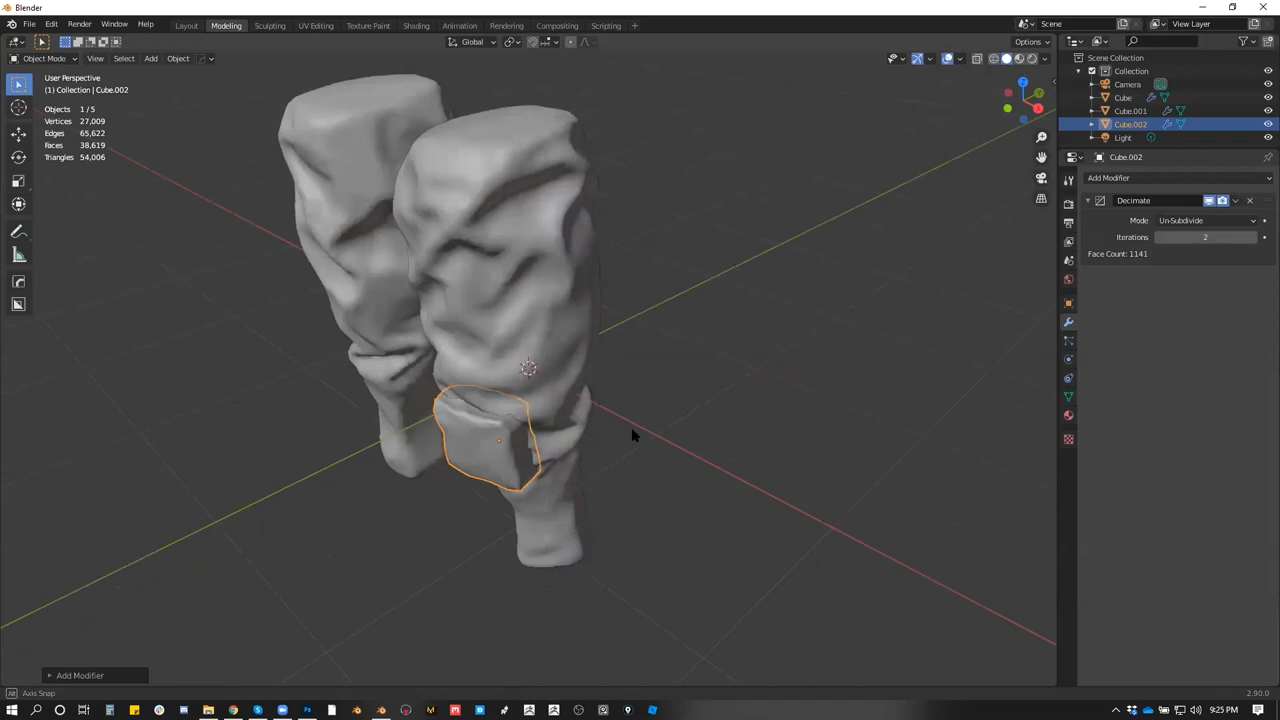 Blender
File Edit Render Window Help Layout Modeling Sculpting UV Editing Texture Paint Shading Animation Rendering Compositing Scripting + Scene View Layer
Global Options
Object Mode View Select Add Object
User Perspective
(1) Collection | Cube.002
Objects 1 / 5
Vertices 27,009
Edges 65,622
Faces 38,619
Triangles 54,006
Scene Collection
Collection
Camera
Cube
Cube.001
Cube.002
Light
Cube.002
Add Modifier
Decimate
Mode Un-Subdivide
Iterations 2
Face Count: 1141
Add Modifier
Axis Snap 2.90.0
9:25 PM